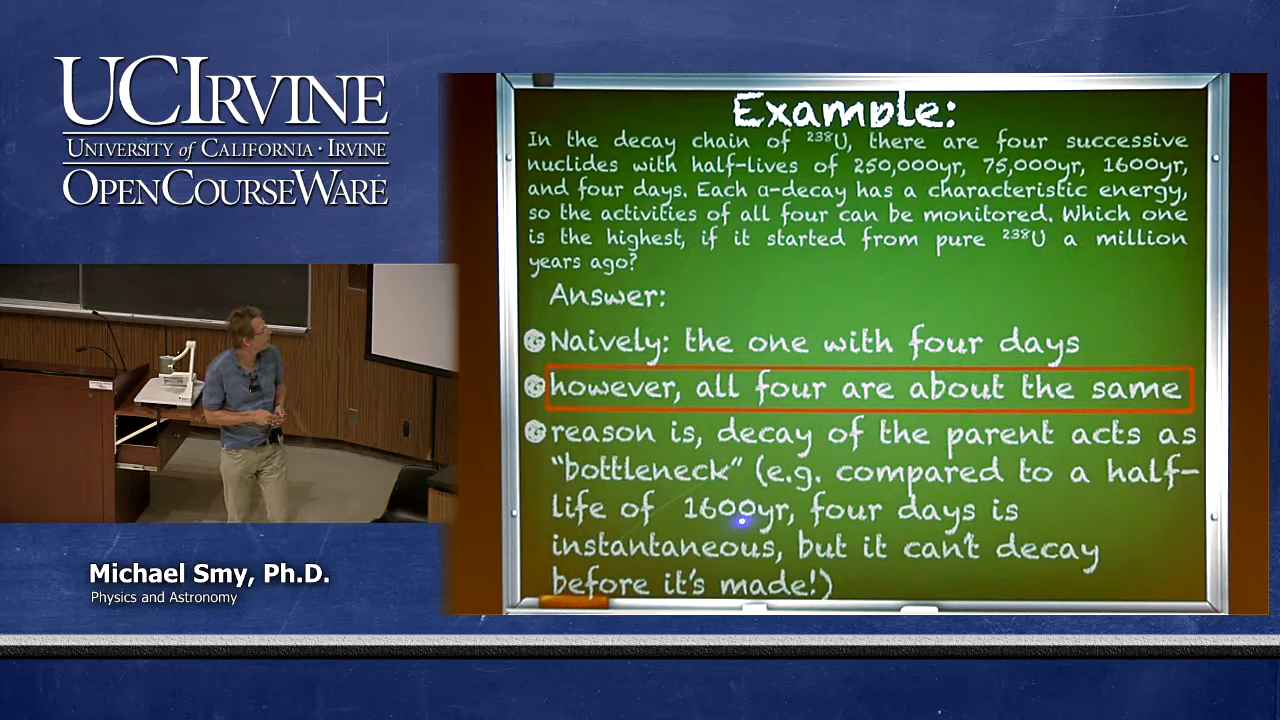 UCIRVINE
UNIVERSITY of CALIFORNIA · IRVINE
OPENCOURSEWARE
Example:
In the decay chain of ²³⁸U, there are four successive
nuclides with half-lives of 250,000yr, 75,000yr, 1600yr,
and four days. Each α-decay has a characteristic energy,
so the activities of all four can be monitored. Which one
is the highest, if it started from pure ²³⁸U a million
years ago?
Answer:
Naively: the one with four days
however, all four are about the same
reason is, decay of the parent acts as
“bottleneck” (e.g. compared to a half-
life of 1600yr, four days is
instantaneous, but it can't decay
before it's made!)
Michael Smy, Ph.D.
Physics and Astronomy